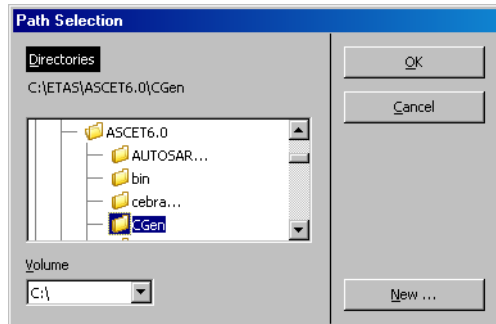 Path Selection
Directories
C:\ETAS\ASCET6.0\CGen
ASCET6.0
AUTOSAR...
bin
cebra...
CGen
Volume
C:\
OK
Cancel
New ...